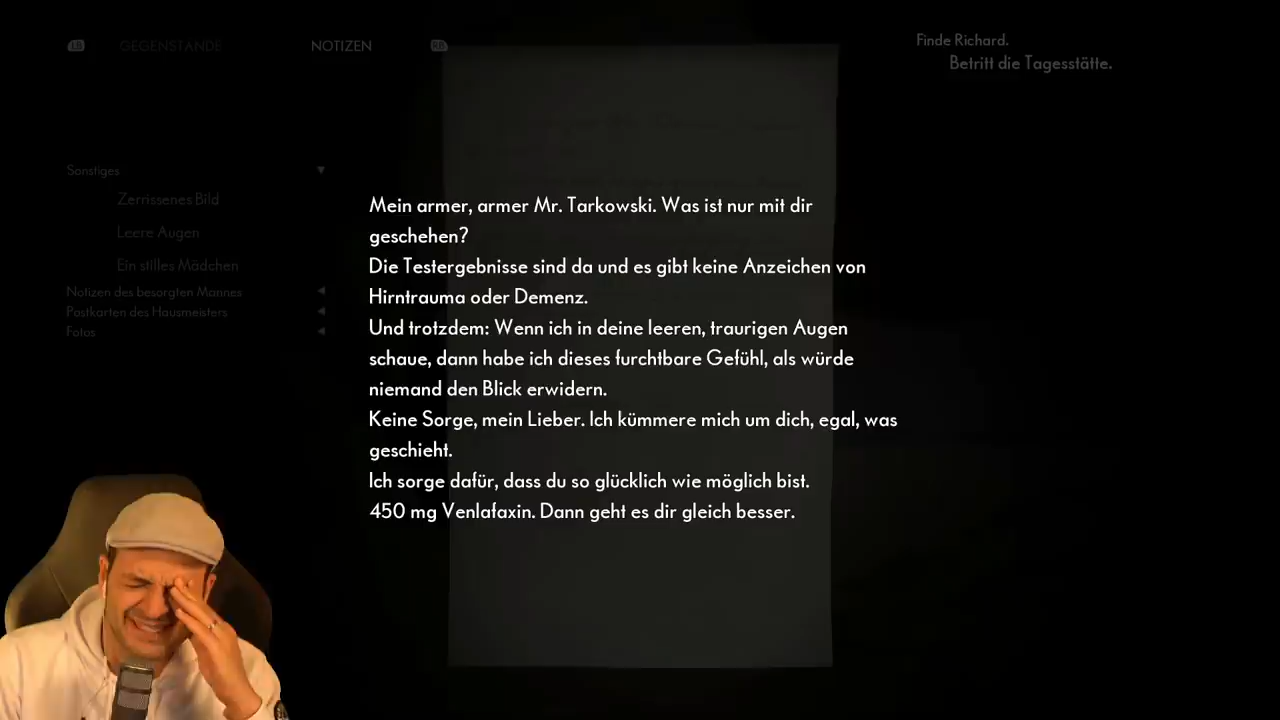 LB GEGENSTÄNDE NOTIZEN RB
Finde Richard.
Betritt die Tagesstätte.
Sonstiges
Zerrissenes Bild
Leere Augen
Ein stilles Mädchen
Notizen des besorgten Mannes
Postkarten des Hausmeisters
Fotos
Mein armer, armer Mr. Tarkowski. Was ist nur mit dir
geschehen?
Die Testergebnisse sind da und es gibt keine Anzeichen von
Hirntrauma oder Demenz.
Und trotzdem: Wenn ich in deine leeren, traurigen Augen
schaue, dann habe ich dieses furchtbare Gefühl, als würde
niemand den Blick erwidern.
Keine Sorge, mein Lieber. Ich kümmere mich um dich, egal, was
geschieht.
Ich sorge dafür, dass du so glücklich wie möglich bist.
450 mg Venlafaxin. Dann geht es dir gleich besser.